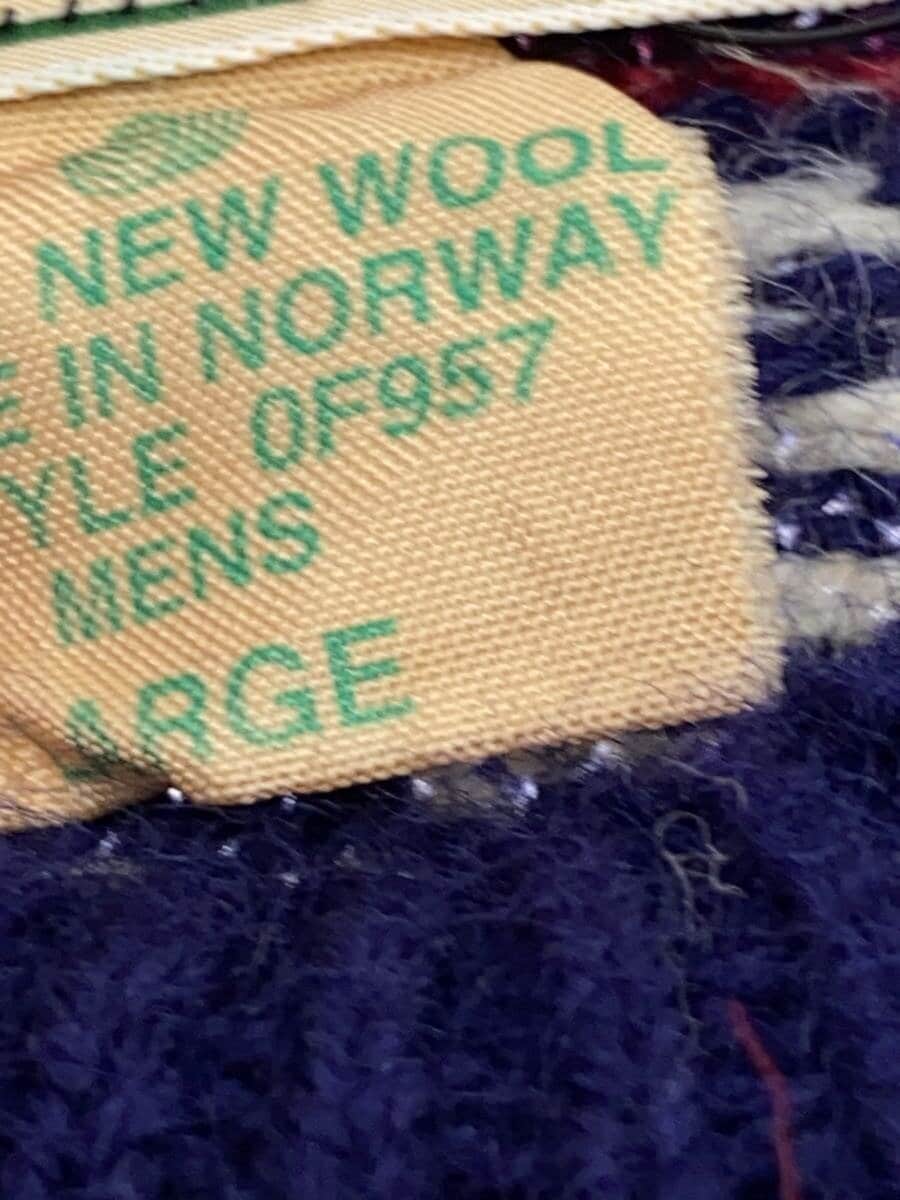 NEW WOOL
E IN NORWAY
YLE 0F957
MENS
ARGE